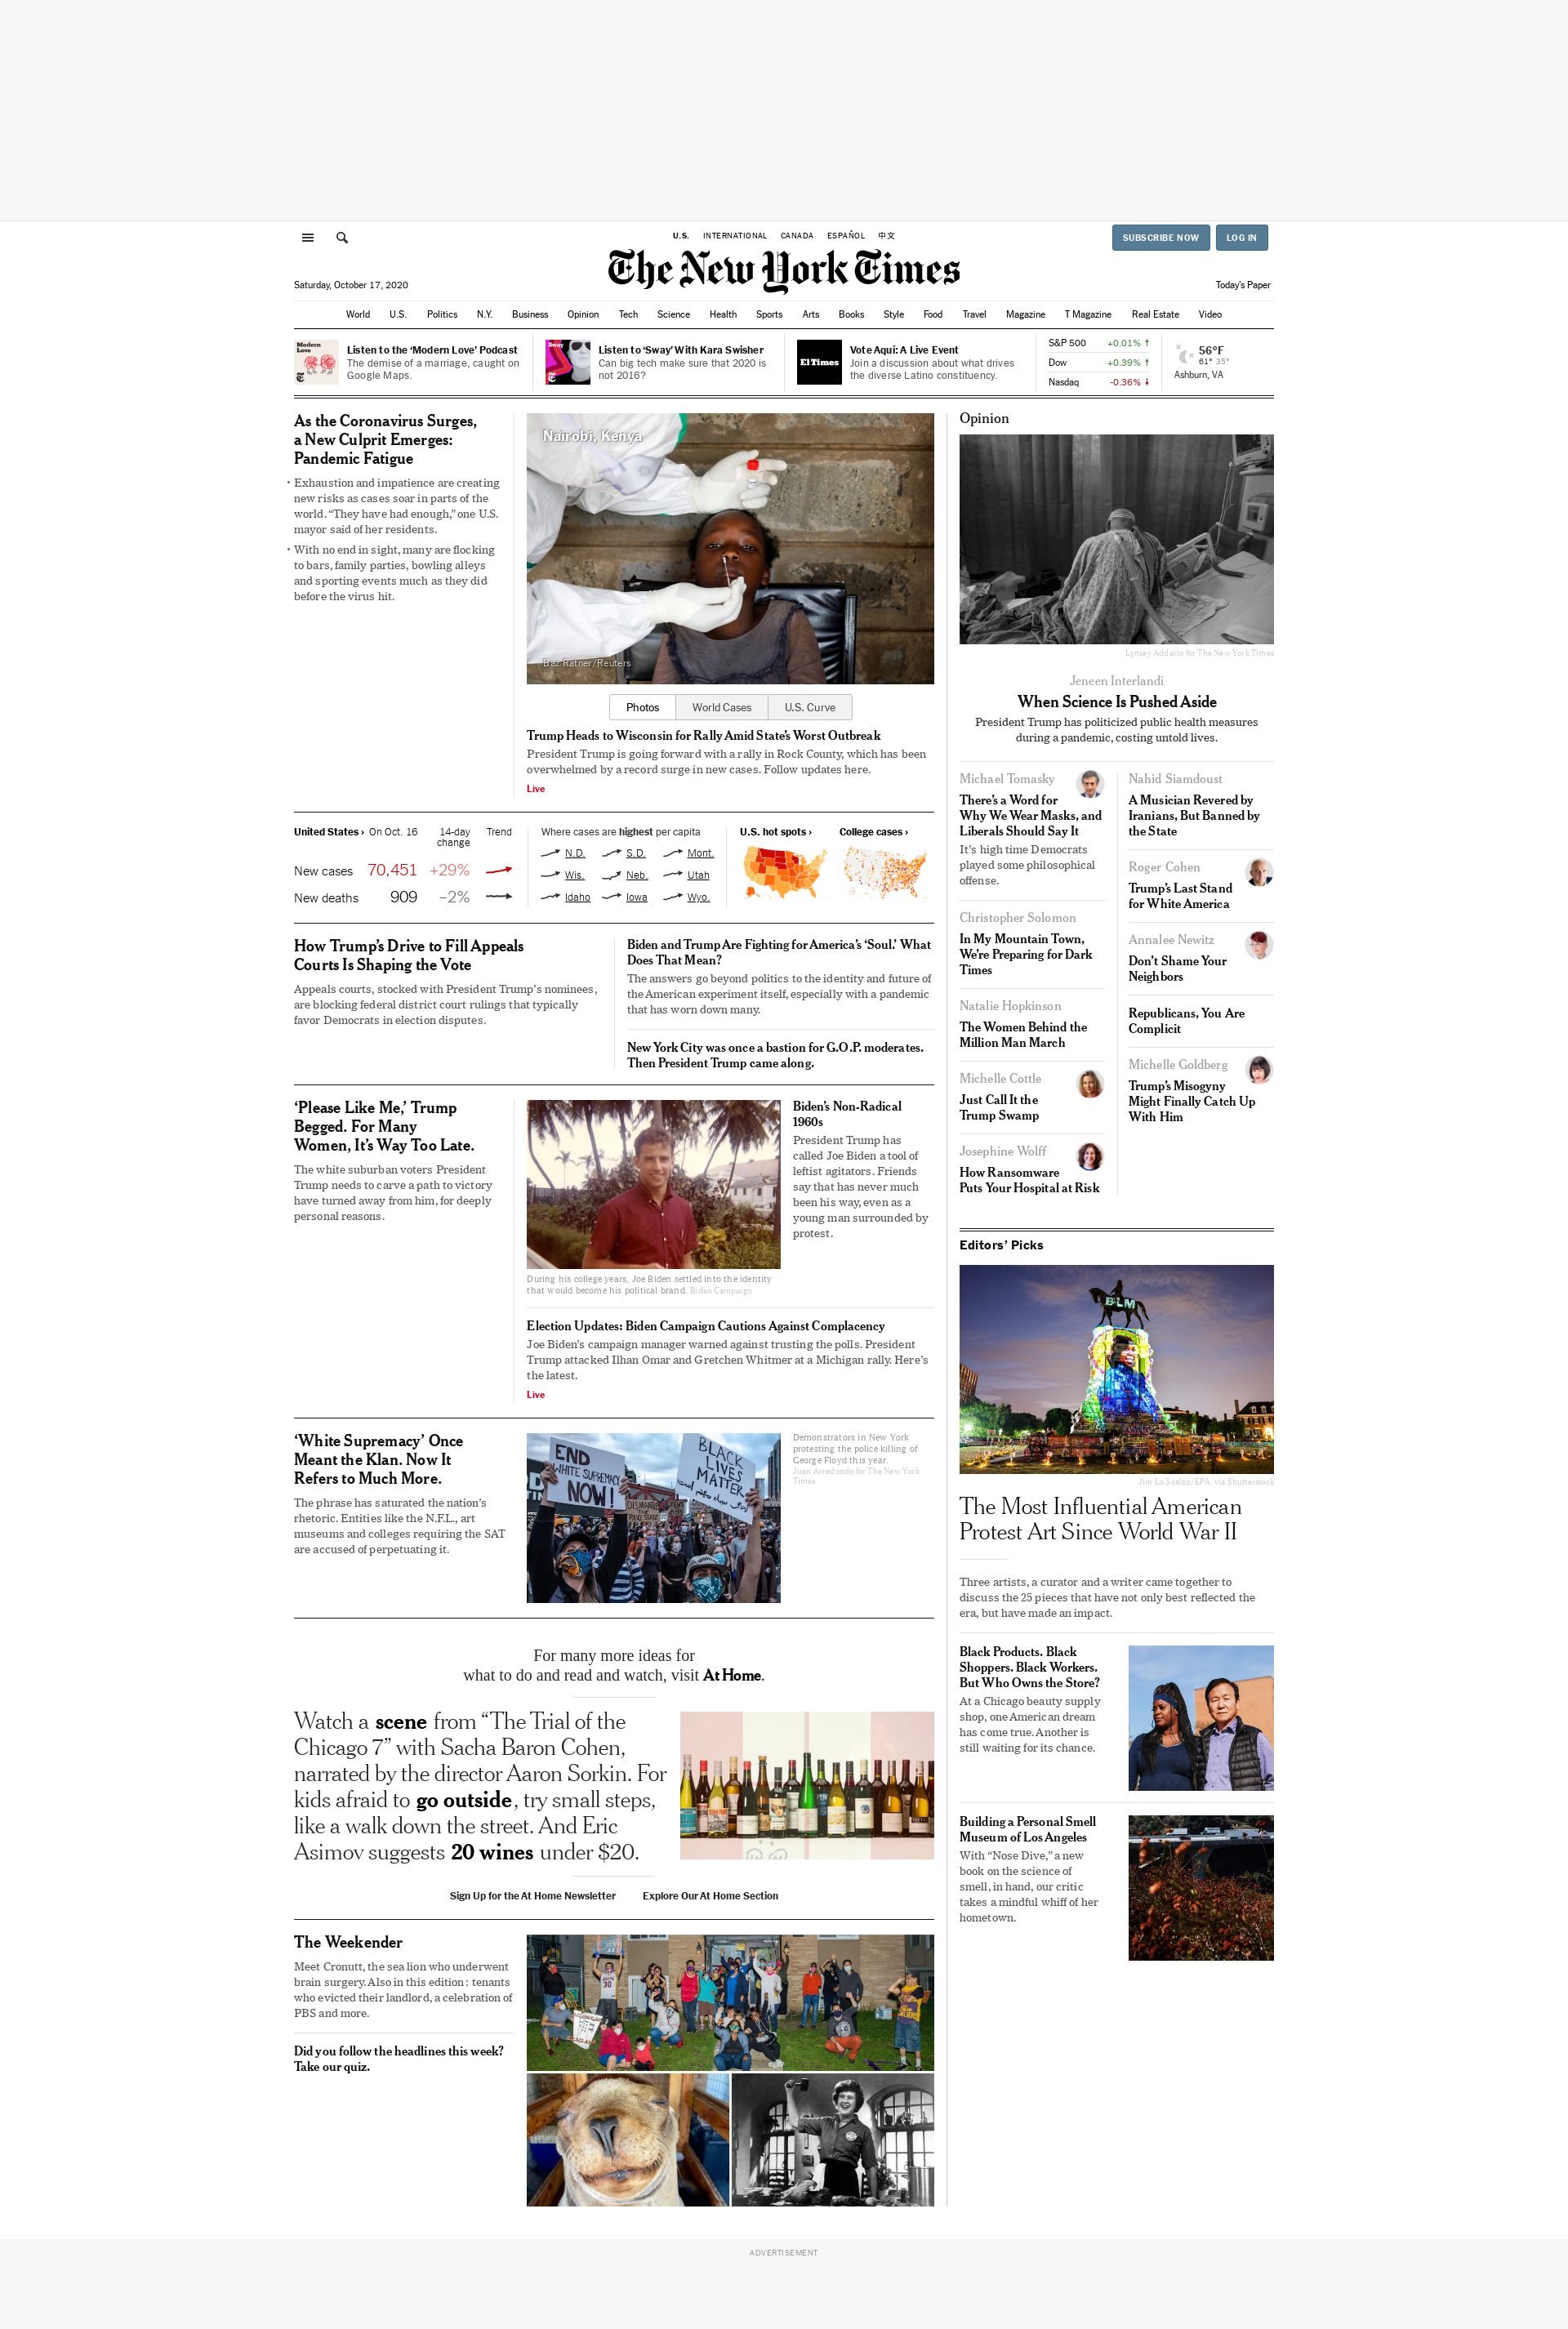 U.S. INTERNATIONAL CANADA ESPAÑOL 中文
SUBSCRIBE NOW LOG IN
The New York Times
Saturday, October 17, 2020
Today's Paper
World U.S. Politics N.Y. Business Opinion Tech Science Health Sports Arts Books Style Food Travel Magazine T Magazine Real Estate Video
Modern
Love
Listen to the ‘Modern Love’ Podcast
The demise of a marriage, caught on
Google Maps.
Sway
Listen to ‘Sway’ With Kara Swisher
Can big tech make sure that 2020 is
not 2016?
El Times
Vote Aquí: A Live Event
Join a discussion about what drives
the diverse Latino constituency.
S&P 500 +0.01% ↑
Dow +0.39% ↑
Nasdaq -0.36% ↓
56°F
61° 35°
Ashburn, VA
As the Coronavirus Surges,
a New Culprit Emerges:
Pandemic Fatigue
• Exhaustion and impatience are creating
new risks as cases soar in parts of the
world. “They have had enough,” one U.S.
mayor said of her residents.
• With no end in sight, many are flocking
to bars, family parties, bowling alleys
and sporting events much as they did
before the virus hit.
Nairobi, Kenya
Baz Ratner/Reuters
Photos World Cases U.S. Curve
Trump Heads to Wisconsin for Rally Amid State’s Worst Outbreak
President Trump is going forward with a rally in Rock County, which has been
overwhelmed by a record surge in new cases. Follow updates here.
Live
United States › On Oct. 16 14-day Trend
change
New cases 70,451 +29%
New deaths 909 –2%
Where cases are highest per capita
N.D. S.D. Mont.
Wis. Neb. Utah
Idaho Iowa Wyo.
U.S. hot spots › College cases ›
How Trump’s Drive to Fill Appeals
Courts Is Shaping the Vote
Appeals courts, stocked with President Trump’s nominees,
are blocking federal district court rulings that typically
favor Democrats in election disputes.
Biden and Trump Are Fighting for America’s ‘Soul.’ What
Does That Mean?
The answers go beyond politics to the identity and future of
the American experiment itself, especially with a pandemic
that has worn down many.
New York City was once a bastion for G.O.P. moderates.
Then President Trump came along.
‘Please Like Me,’ Trump
Begged. For Many
Women, It’s Way Too Late.
The white suburban voters President
Trump needs to carve a path to victory
have turned away from him, for deeply
personal reasons.
During his college years, Joe Biden settled into the identity
that would become his political brand. Biden Campaign
Biden’s Non-Radical
1960s
President Trump has
called Joe Biden a tool of
leftist agitators. Friends
say that has never much
been his way, even as a
young man surrounded by
protest.
Election Updates: Biden Campaign Cautions Against Complacency
Joe Biden’s campaign manager warned against trusting the polls. President
Trump attacked Ilhan Omar and Gretchen Whitmer at a Michigan rally. Here’s
the latest.
Live
‘White Supremacy’ Once
Meant the Klan. Now It
Refers to Much More.
The phrase has saturated the nation’s
rhetoric. Entities like the N.F.L., art
museums and colleges requiring the SAT
are accused of perpetuating it.
END
WHITE SUPREMACY
NOW!
BLACK
LIVES
MATTER
Demonstrators in New York
protesting the police killing of
George Floyd this year.
Juan Arredondo for The New York
Times
For many more ideas for
what to do and read and watch, visit At Home.
Watch a scene from “The Trial of the
Chicago 7” with Sacha Baron Cohen,
narrated by the director Aaron Sorkin. For
kids afraid to go outside, try small steps,
like a walk down the street. And Eric
Asimov suggests 20 wines under $20.
Sign Up for the At Home Newsletter Explore Our At Home Section
The Weekender
Meet Cronutt, the sea lion who underwent
brain surgery. Also in this edition: tenants
who evicted their landlord, a celebration of
PBS and more.
Did you follow the headlines this week?
Take our quiz.
Opinion
Lynsey Addario for The New York Times
Jeneen Interlandi
When Science Is Pushed Aside
President Trump has politicized public health measures
during a pandemic, costing untold lives.
Michael Tomasky
There’s a Word for
Why We Wear Masks, and
Liberals Should Say It
It’s high time Democrats
played some philosophical
offense.
Christopher Solomon
In My Mountain Town,
We’re Preparing for Dark
Times
Natalie Hopkinson
The Women Behind the
Million Man March
Michelle Cottle
Just Call It the
Trump Swamp
Josephine Wolff
How Ransomware
Puts Your Hospital at Risk
Nahid Siamdoust
A Musician Revered by
Iranians, But Banned by
the State
Roger Cohen
Trump’s Last Stand
for White America
Annalee Newitz
Don’t Shame Your
Neighbors
Republicans, You Are
Complicit
Michelle Goldberg
Trump’s Misogyny
Might Finally Catch Up
With Him
Editors’ Picks
BLM
Jim Lo Scalzo/EPA, via Shutterstock
The Most Influential American
Protest Art Since World War II
Three artists, a curator and a writer came together to
discuss the 25 pieces that have not only best reflected the
era, but have made an impact.
Black Products. Black
Shoppers. Black Workers.
But Who Owns the Store?
At a Chicago beauty supply
shop, one American dream
has come true. Another is
still waiting for its chance.
Building a Personal Smell
Museum of Los Angeles
With “Nose Dive,” a new
book on the science of
smell, in hand, our critic
takes a mindful whiff of her
hometown.
ADVERTISEMENT